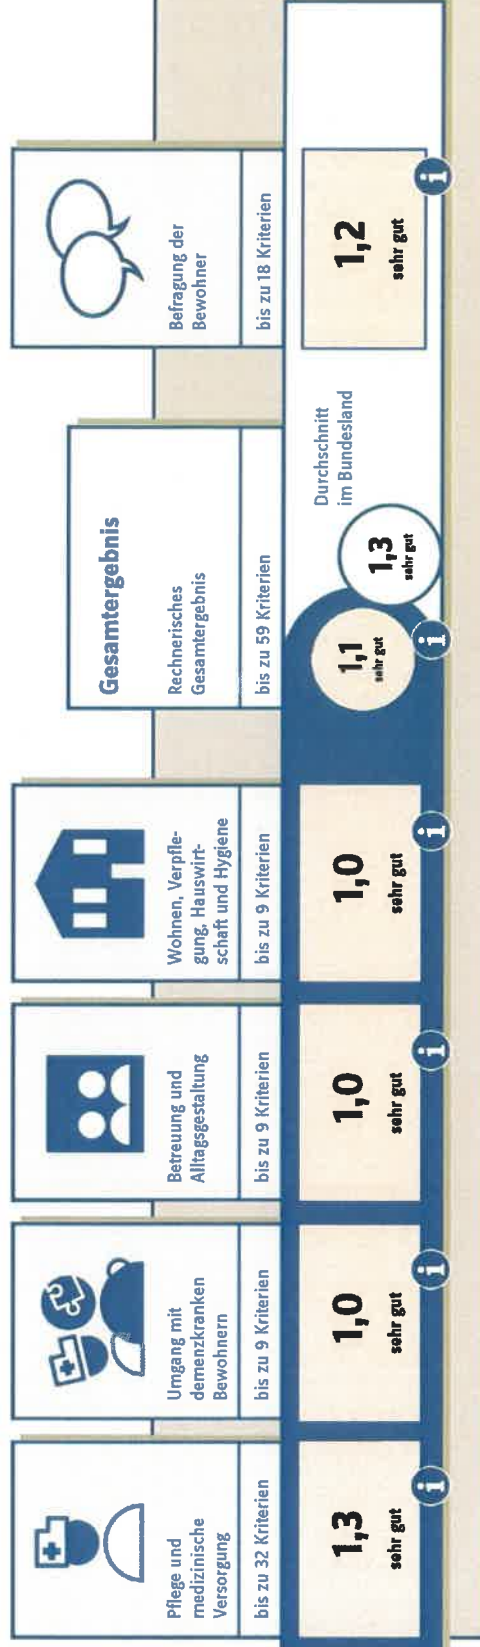 Pflege und
medizinische
Versorgung
bis zu 32 Kriterien
1,3
sehr gut
Umgang mit
demenzkranken
Bewohnern
bis zu 9 Kriterien
1,0
sehr gut
Betreuung und
Alltagsgestaltung
bis zu 9 Kriterien
1,0
sehr gut
Wohnen, Verpfle-
gung, Hauswirt-
schaft und Hygiene
bis zu 9 Kriterien
1,0
sehr gut
Gesamtergebnis
Rechnerisches
Gesamtergebnis
bis zu 59 Kriterien
1,1
sehr gut
1,3
sehr gut
Durchschnitt
im Bundesland
Befragung der
Bewohner
bis zu 18 Kriterien
1,2
sehr gut
i
i
i
i
i
i